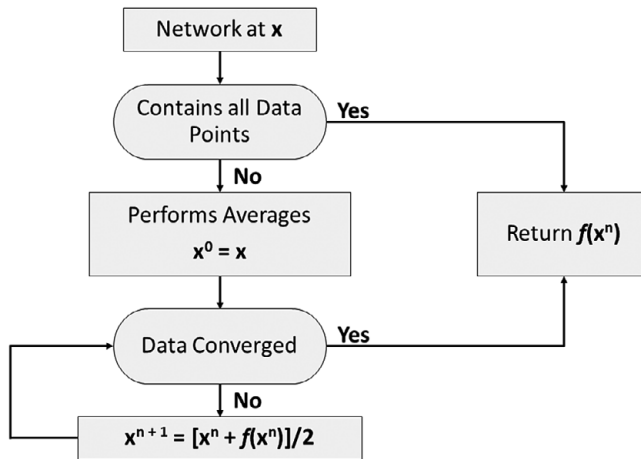 Network at x
Contains all Data
Points
Yes
No
Performs Averages
x⁰ = x
Return f(xⁿ)
Data Converged
Yes
No
xⁿ⁺¹ = [xⁿ + f(xⁿ)]/2